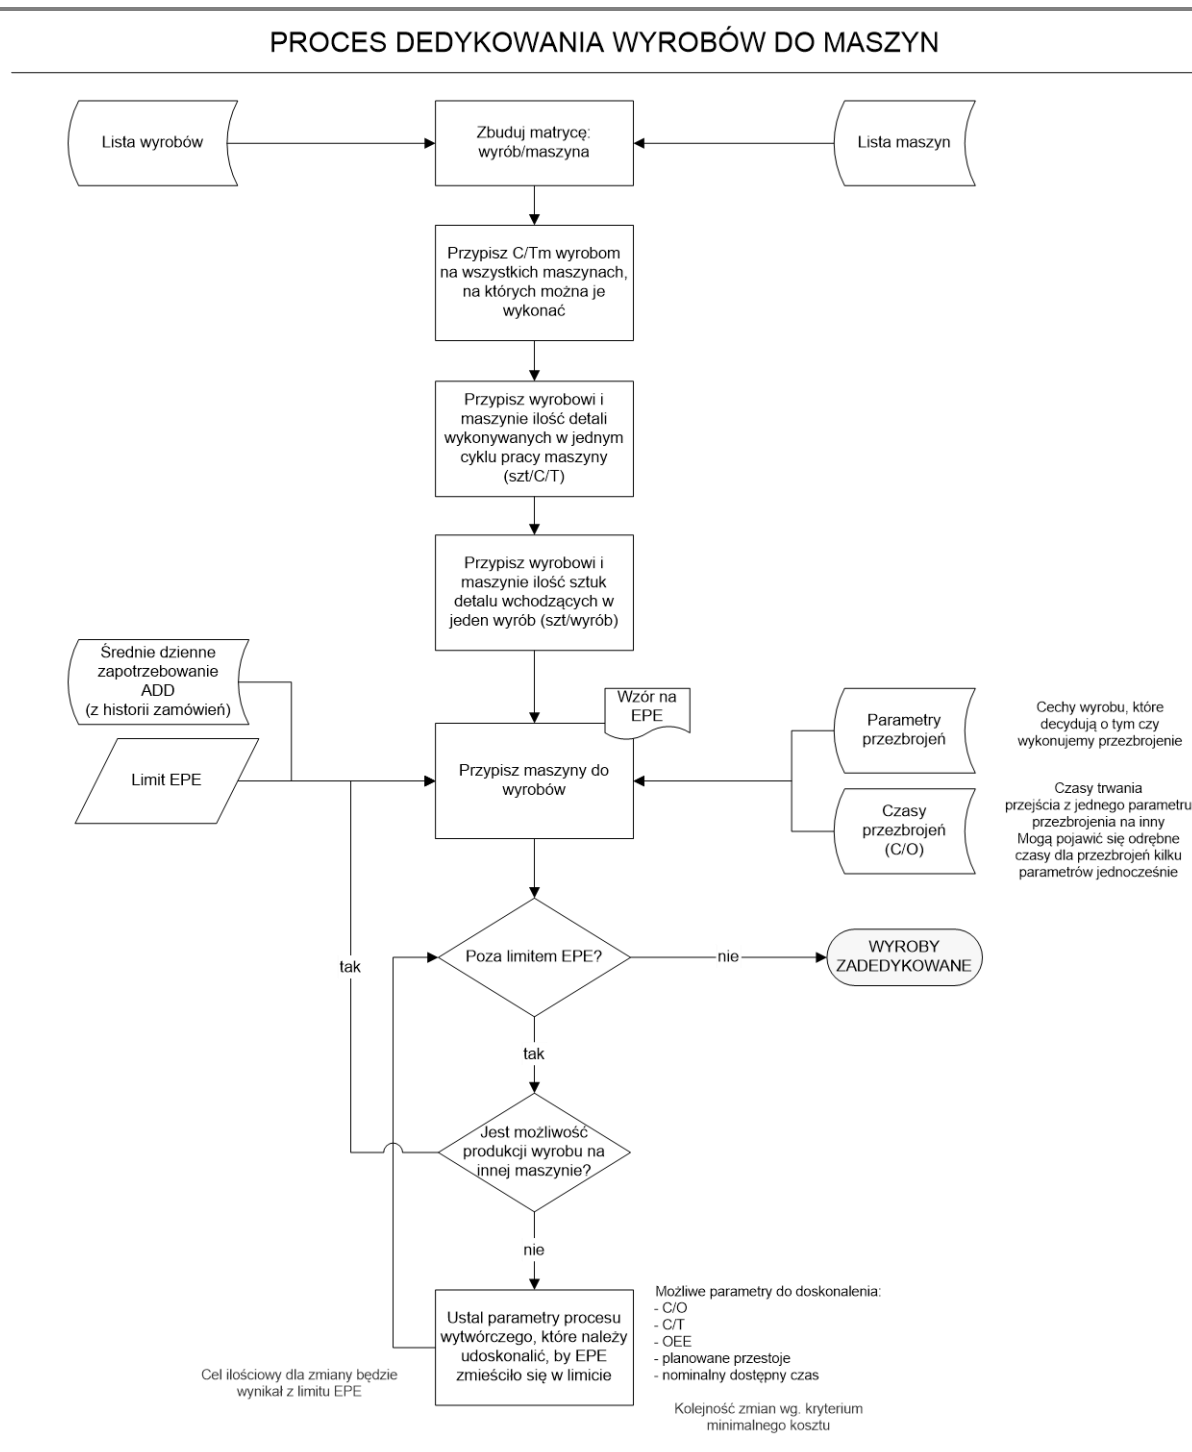 PROCES DEDYKOWANIA WYROBÓW DO MASZYN
Lista wyrobów
Zbuduj matrycę:
wyrób/maszyna
Lista maszyn
Przypisz C/Tm wyrobom
na wszystkich maszynach,
na których można je
wykonać
Przypisz wyrobowi i
maszynie ilość detali
wykonywanych w jednym
cyklu pracy maszyny
(szt/C/T)
Przypisz wyrobowi i
maszynie ilość sztuk
detalu wchodzących w
jeden wyrób (szt/wyrób)
Średnie dzienne
zapotrzebowanie
ADD
(z historii zamówień)
Limit EPE
Wzór na
EPE
Przypisz maszyny do
wyrobów
Parametry
przezbrojeń
Cechy wyrobu, które
decydują o tym czy
wykonujemy przezbrojenie
Czasy
przezbrojeń
(C/O)
Czasy trwania
przejścia z jednego parametru
przezbrojenia na inny
Mogą pojawić się odrębne
czasy dla przezbrojeń kilku
parametrów jednocześnie
Poza limitem EPE?
nie
WYROBY
ZADEDYKOWANE
tak
tak
Jest możliwość
produkcji wyrobu na
innej maszynie?
nie
Ustal parametry procesu
wytwórczego, które należy
udoskonalić, by EPE
zmieściło się w limicie
Cel ilościowy dla zmiany będzie
wynikał z limitu EPE
Możliwe parametry do doskonalenia:
- C/O
- C/T
- OEE
- planowane przestoje
- nominalny dostępny czas
Kolejność zmian wg. kryterium
minimalnego kosztu